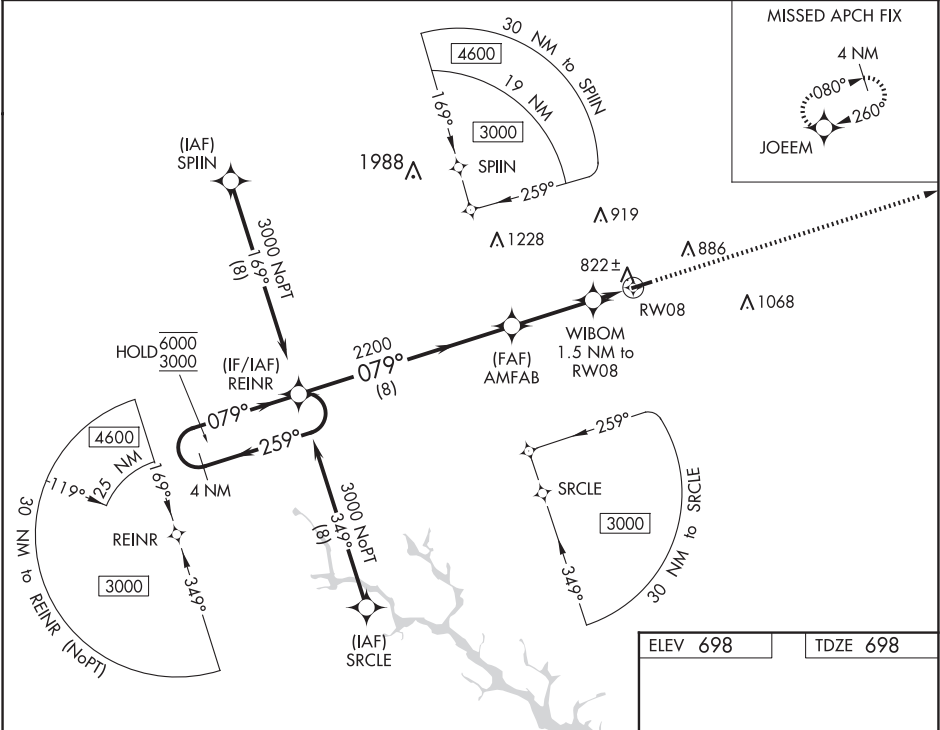 MISSED APCH FIX
4 NM
080°
260°
JOEEM
30 NM to SPIIN
4600
19 NM
169°
3000
SPIIN
259°
(IAF)
SPIIN
1988
919
1228
886
822±
RW08
1068
3000 NoPT
169°
(8)
WIBOM
1.5 NM to
RW08
(FAF)
AMFAB
2200
079°
(8)
HOLD 6000
3000
(IF/IAF)
REINR
079°
259°
4 NM
4600
119°
25 NM
169°
REINR
349°
3000
30 NM to REINR (NoPT)
3000 NoPT
349°
(8)
(IAF)
SRCLE
259°
SRCLE
3000
349°
30 NM to SRCLE
ELEV 698
TDZE 698